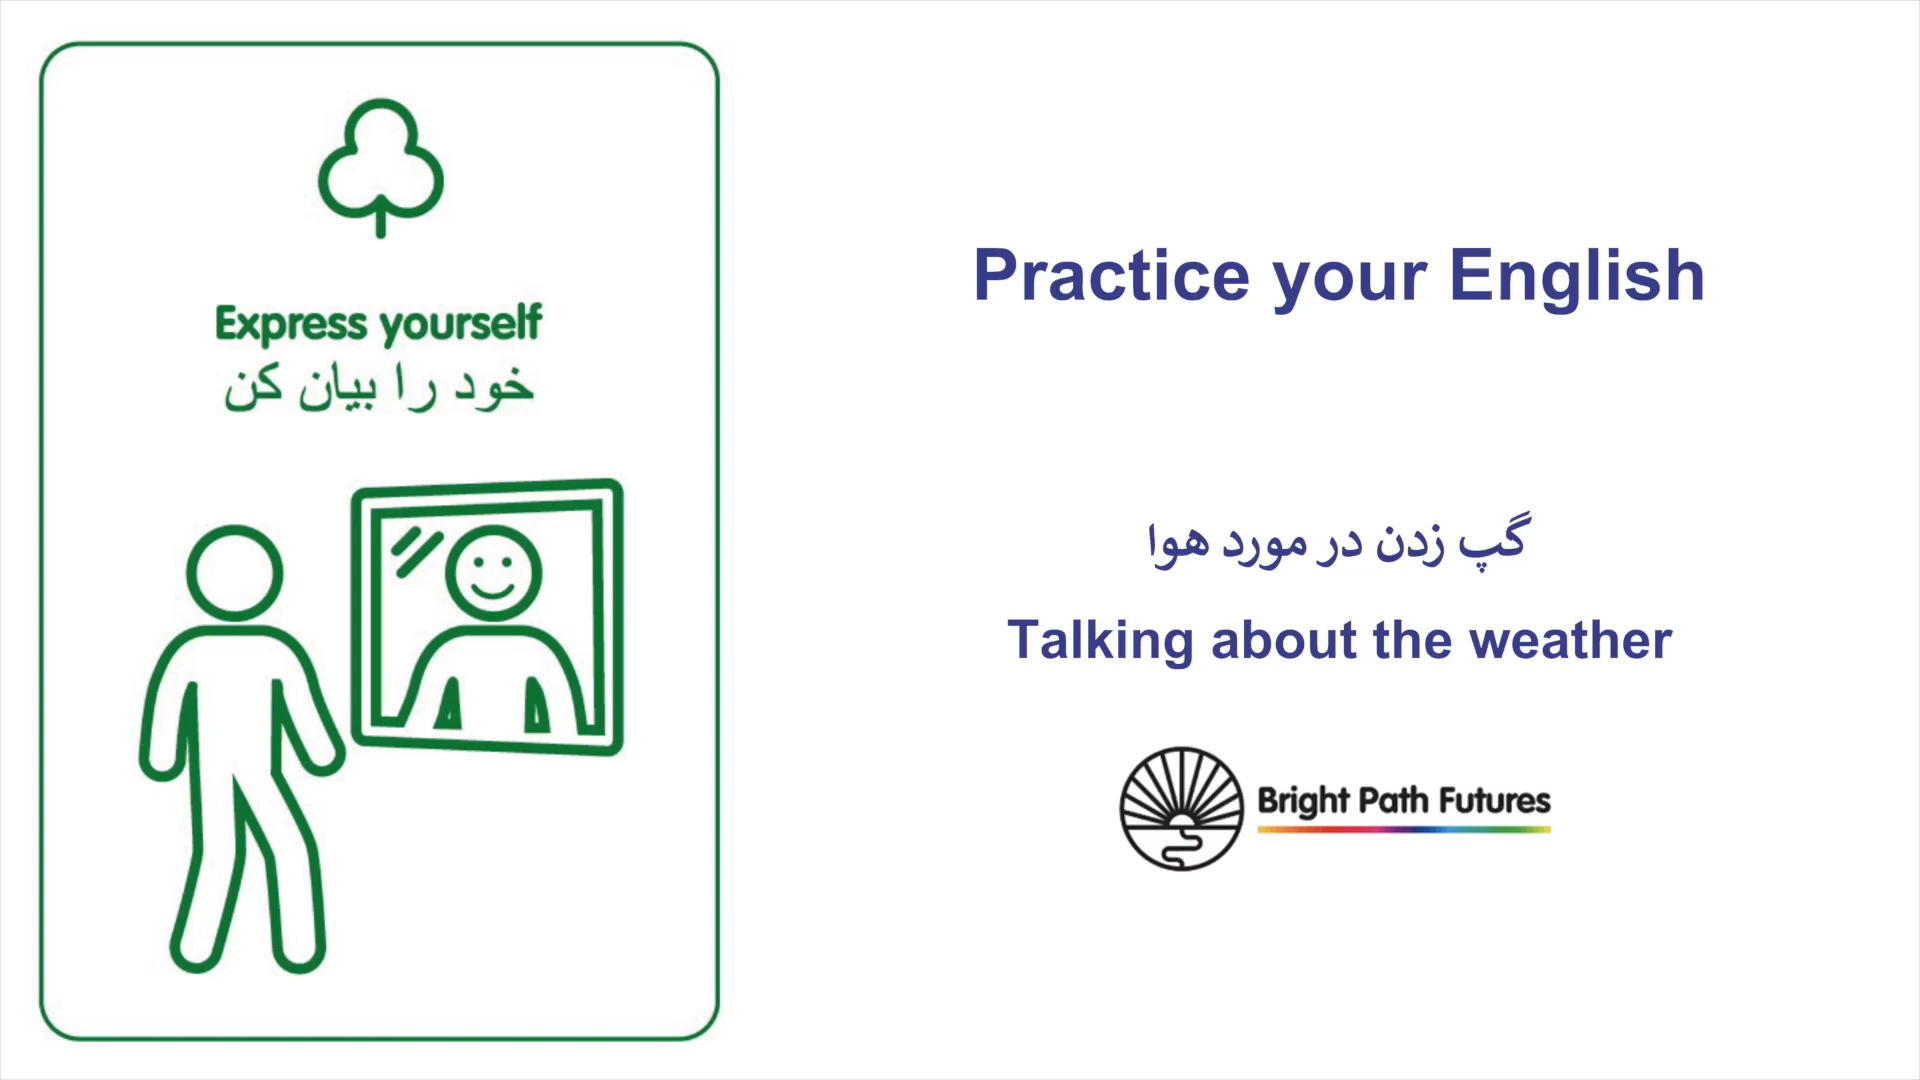 Express yourself
خود را بیان کن
Practice your English
گپ زدن در مورد هوا
Talking about the weather
Bright Path Futures